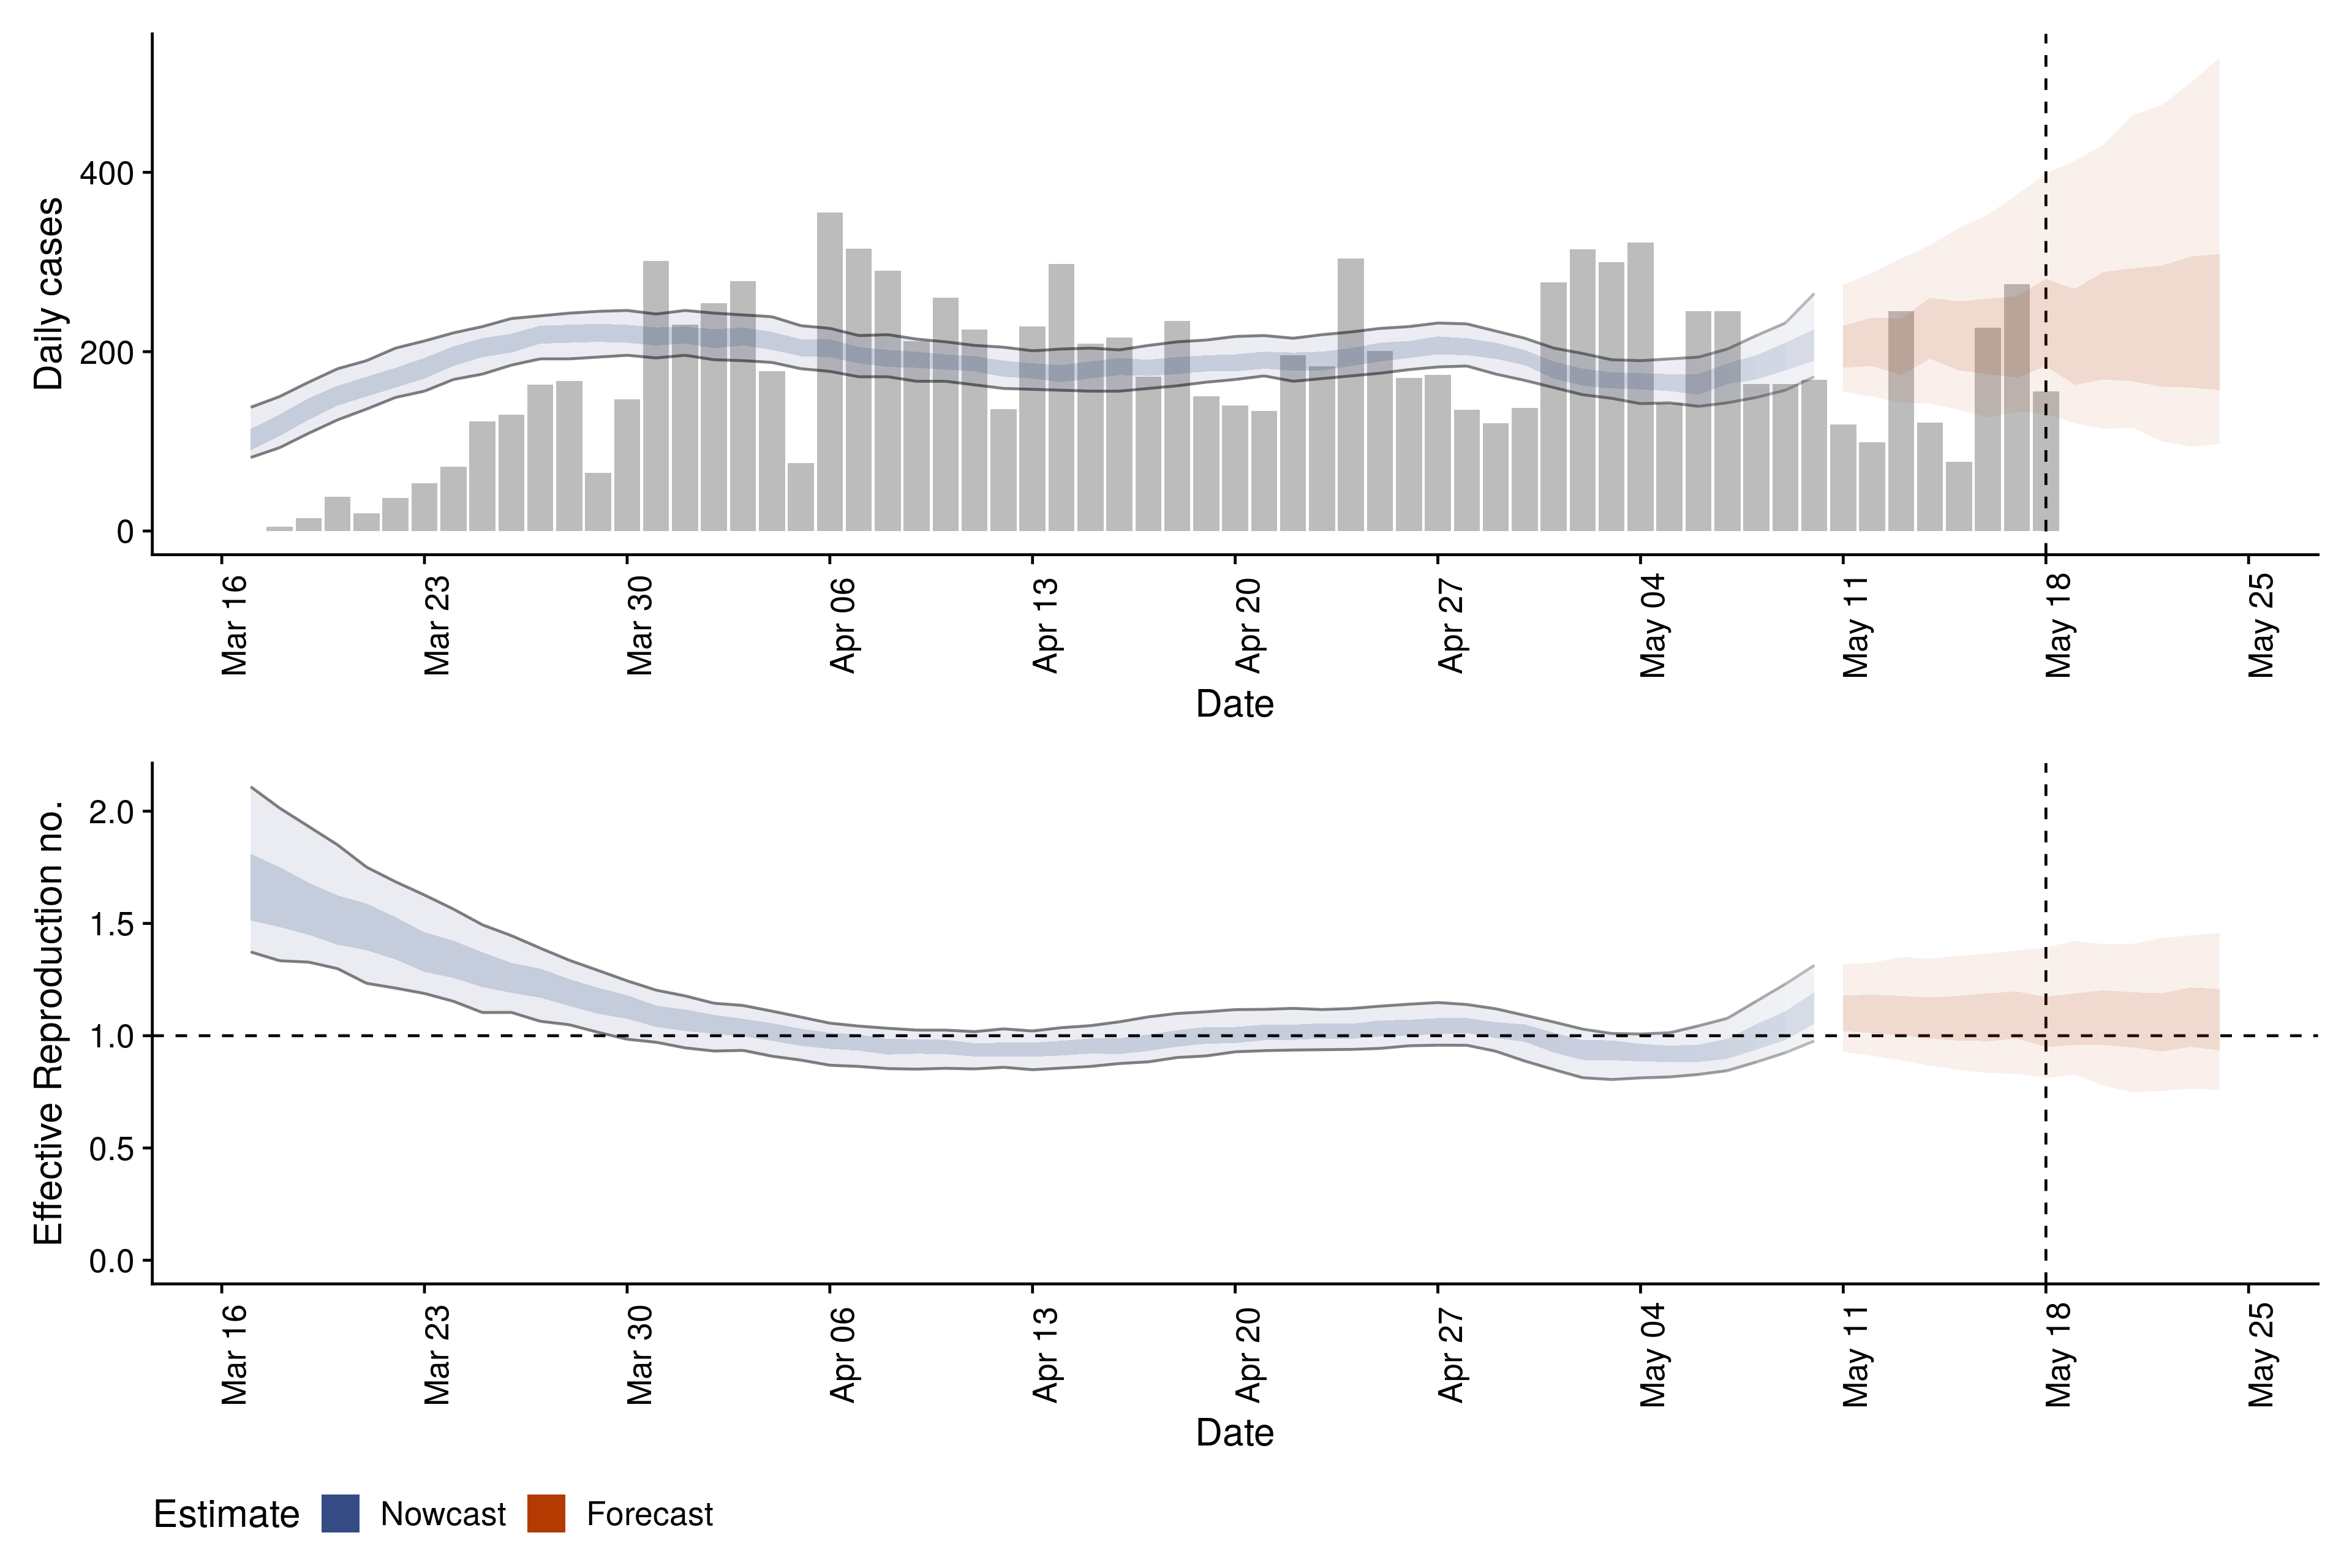 Daily cases
400
200
0
Mar 16
Mar 23
Mar 30
Apr 06
Apr 13
Apr 20
Apr 27
May 04
May 11
May 18
May 25
Date
Effective Reproduction no.
2.0
1.5
1.0
0.5
0.0
Mar 16
Mar 23
Mar 30
Apr 06
Apr 13
Apr 20
Apr 27
May 04
May 11
May 18
May 25
Date
Estimate Nowcast Forecast